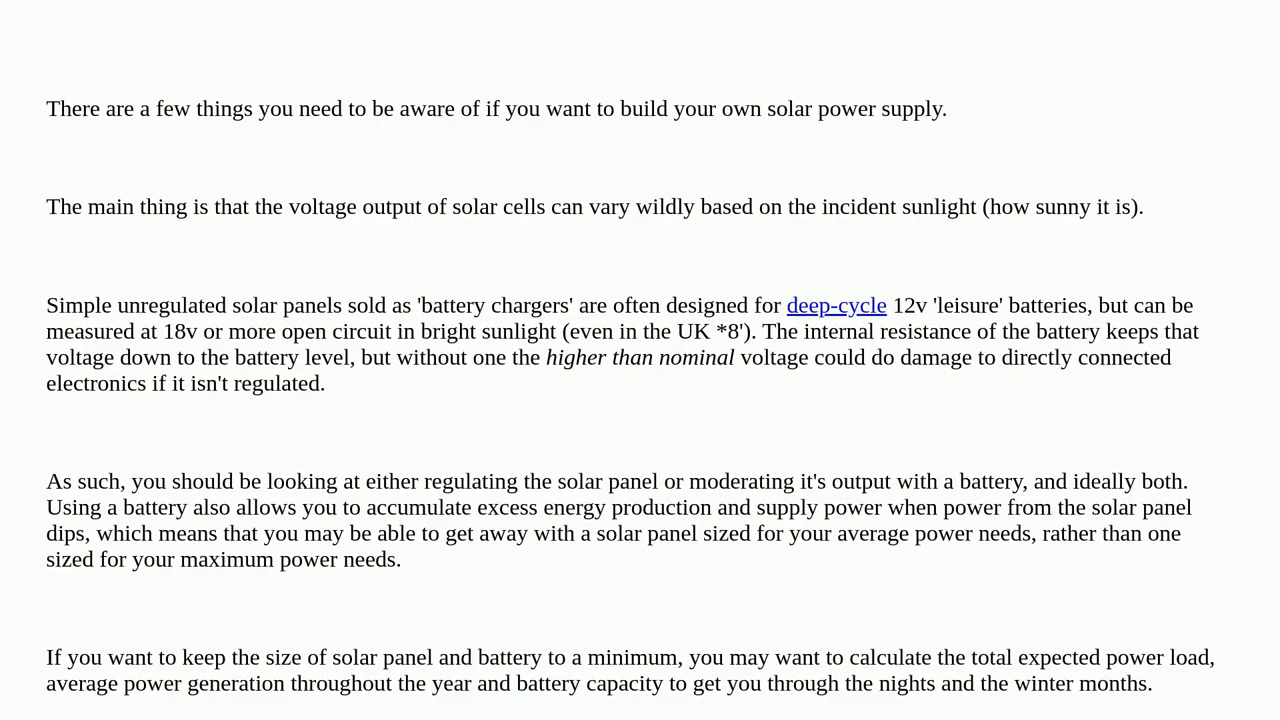 There are a few things you need to be aware of if you want to build your own solar power supply.
The main thing is that the voltage output of solar cells can vary wildly based on the incident sunlight (how sunny it is).
Simple unregulated solar panels sold as 'battery chargers' are often designed for deep-cycle 12v 'leisure' batteries, but can be
measured at 18v or more open circuit in bright sunlight (even in the UK *8'). The internal resistance of the battery keeps that
voltage down to the battery level, but without one the higher than nominal voltage could do damage to directly connected
electronics if it isn't regulated.
As such, you should be looking at either regulating the solar panel or moderating it's output with a battery, and ideally both.
Using a battery also allows you to accumulate excess energy production and supply power when power from the solar panel
dips, which means that you may be able to get away with a solar panel sized for your average power needs, rather than one
sized for your maximum power needs.
If you want to keep the size of solar panel and battery to a minimum, you may want to calculate the total expected power load,
average power generation throughout the year and battery capacity to get you through the nights and the winter months.